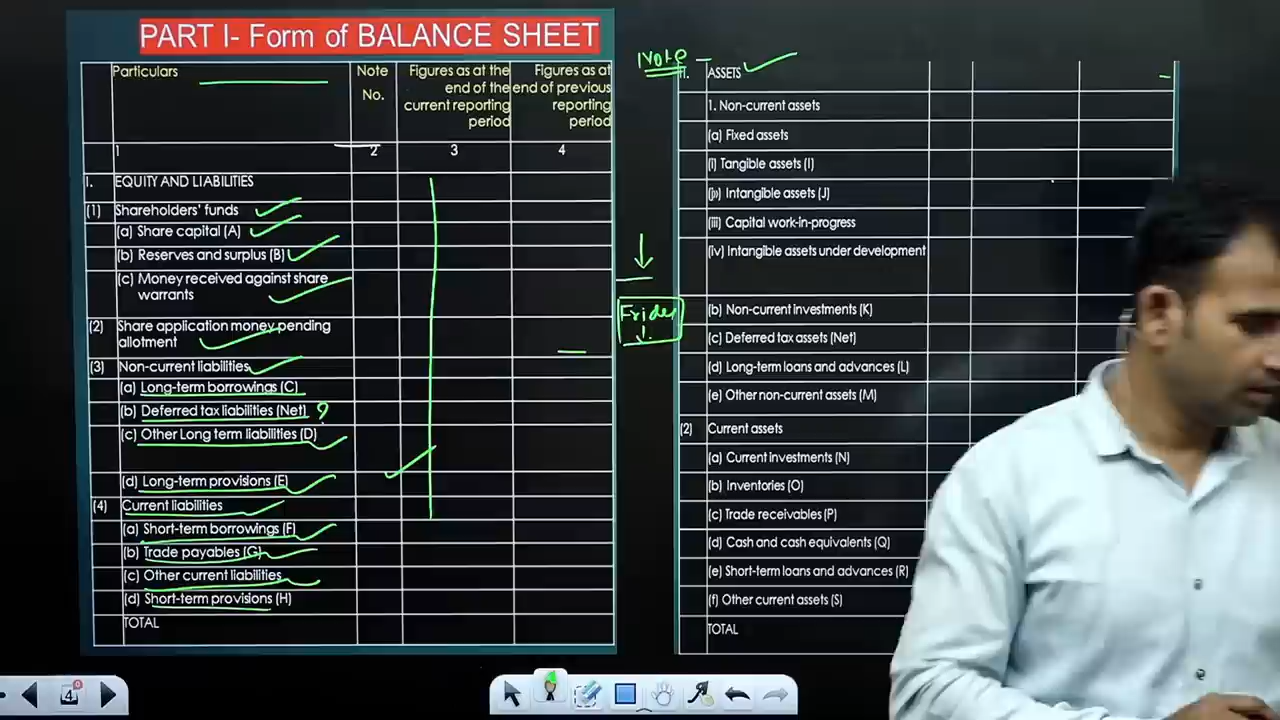 PART I- Form of BALANCE SHEET
Particulars
Note
No.
Figures as at the
end of the
current reporting
period
Figures as at
end of previous
reporting
period
1
2
3
4
I.
EQUITY AND LIABILITIES
(1) Shareholders' funds
(a) Share capital (A)
(b) Reserves and surplus (B)
(c) Money received against share
warrants
(2) Share application money pending
allotment
(3) Non-current liabilities
(a) Long-term borrowings (C)
(b) Deferred tax liabilities (Net) ?
(c) Other Long term liabilities (D)
(d) Long-term provisions (E)
(4) Current liabilities
(a) Short-term borrowings (F)
(b) Trade payables (G)
(c) Other current liabilities
(d) Short-term provisions (H)
TOTAL
Note
II. ASSETS
1. Non-current assets
(a) Fixed assets
(i) Tangible assets (I)
Intangible assets (J)
(iii) Capital work-in-progress
(iv) Intangible assets under development
(b) Non-current investments (K)
(c) Deferred tax assets (Net)
(d) Long-term loans and advances (L)
(e) Other non-current assets (M)
(2) Current assets
(a) Current investments (N)
(b) Inventories (O)
(c) Trade receivables (P)
(d) Cash and cash equivalents (Q)
(e) Short-term loans and advances (R)
(f) Other current assets (S)
TOTAL
4